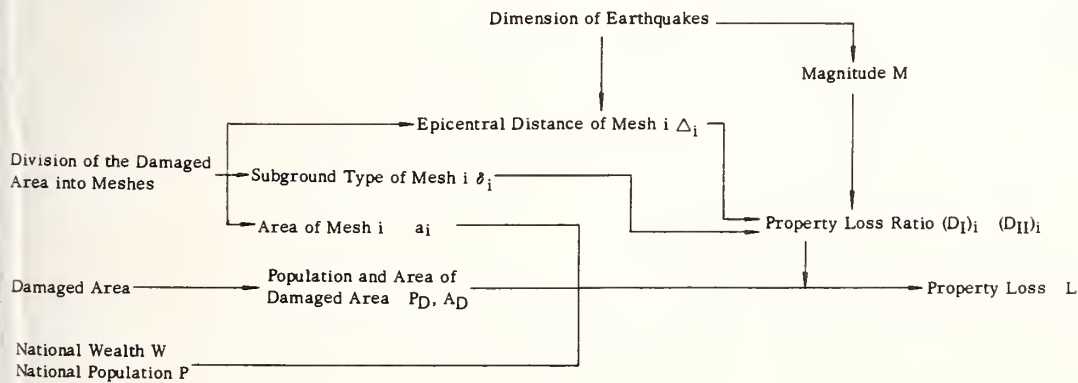 Dimension of Earthquakes
Magnitude M
Epicentral Distance of Mesh i △i
Division of the Damaged
Area into Meshes
Subground Type of Mesh i δi
Area of Mesh i ai
Property Loss Ratio (DI)i (DII)i
Damaged Area
Population and Area of
Damaged Area PD, AD
Property Loss L
National Wealth W
National Population P